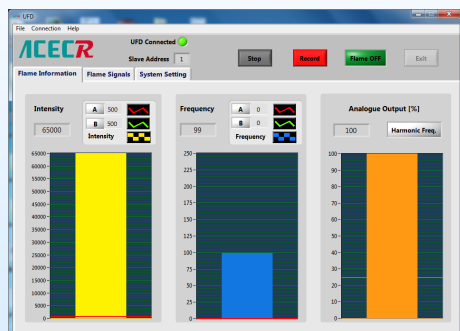 UFD
File Connection Help
ACECR
UFD Connected
Slave Address 1
Stop
Record
Flame OFF
Exit
Flame Information Flame Signals System Setting
Intensity
65000
A 500
B 500
Intensity
65000
60000
55000
50000
45000
40000
35000
30000
25000
20000
15000
10000
5000
0
Frequency
99
A 0
B 0
Frequency
250
225
200
175
150
125
100
75
50
25
0
Analogue Output [%]
100
Harmonic Freq.
100
90
80
70
60
50
40
30
20
10
0